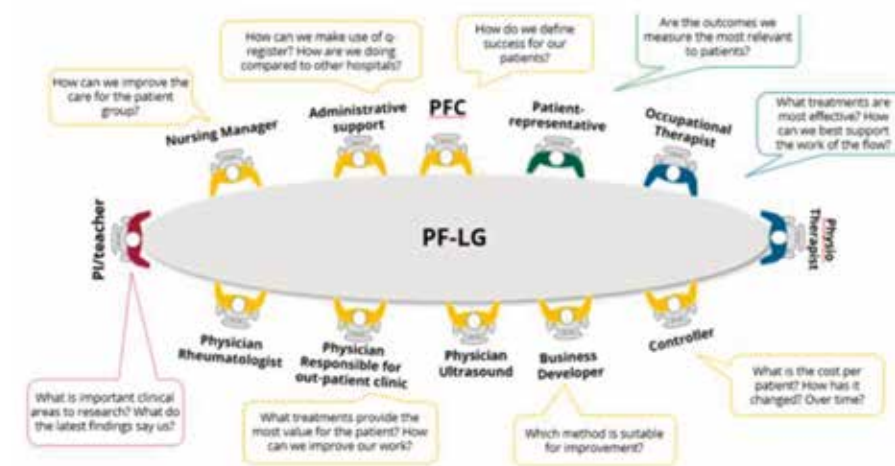 How can we make use of q-
register? How are we doing
compared to other hospitals?
How do we define
success for our
patients?
Are the outcomes we
measure the most relevant
to patients?
How can we improve the
care for the patient
group?
What treatments are
most effective? How
can we best support
the work of the flow?
Nursing Manager
Administrative
support
PFC
Patient-
representative
Occupational
Therapist
PI/teacher
PF-LG
Physio
Therapist
Physician
Rheumatologist
Physician
Responsible for
out-patient clinic
Physician
Ultrasound
Business
Developer
Controller
What is important clinical
areas to research? What do
the latest findings say us?
What treatments provide the
most value for the patient? How
can we improve our work?
Which method is suitable
for improvement?
What is the cost per
patient? How has it
changed? Over time?